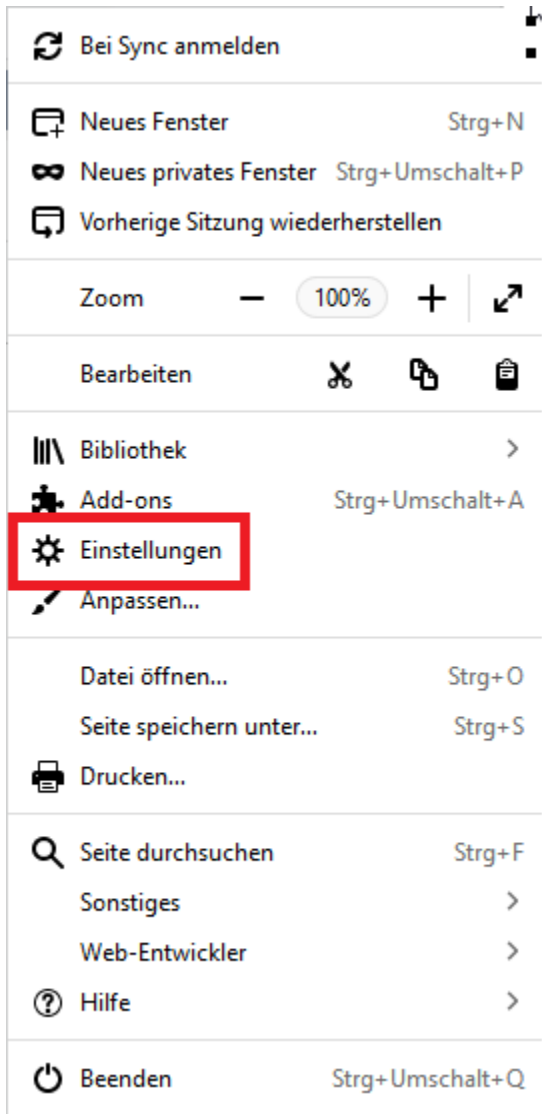 Bei Sync anmelden
Neues Fenster Strg+N
Neues privates Fenster Strg+Umschalt+P
Vorherige Sitzung wiederherstellen
Zoom − 100% +
Bearbeiten
Bibliothek >
Add-ons Strg+Umschalt+A
Einstellungen
Anpassen...
Datei öffnen... Strg+O
Seite speichern unter... Strg+S
Drucken...
Seite durchsuchen Strg+F
Sonstiges >
Web-Entwickler >
Hilfe >
Beenden Strg+Umschalt+Q